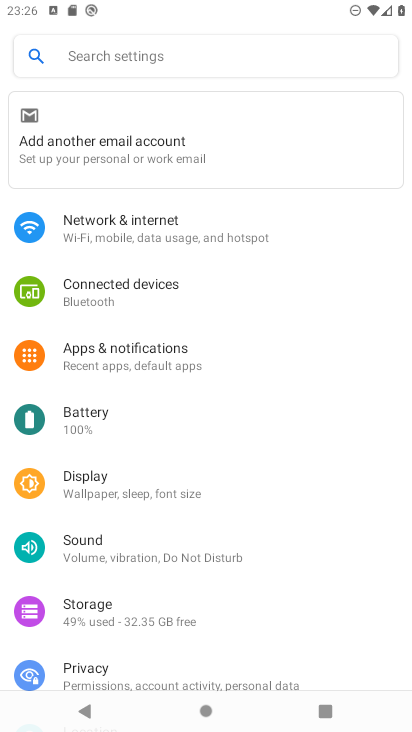 23:26
Search settings
Add another email account
Set up your personal or work email
Network & internet
Wi-Fi, mobile, data usage, and hotspot
Connected devices
Bluetooth
Apps & notifications
Recent apps, default apps
Battery
100%
Display
Wallpaper, sleep, font size
Sound
Volume, vibration, Do Not Disturb
Storage
49% used - 32.35 GB free
Privacy
Permissions, account activity, personal data
Location